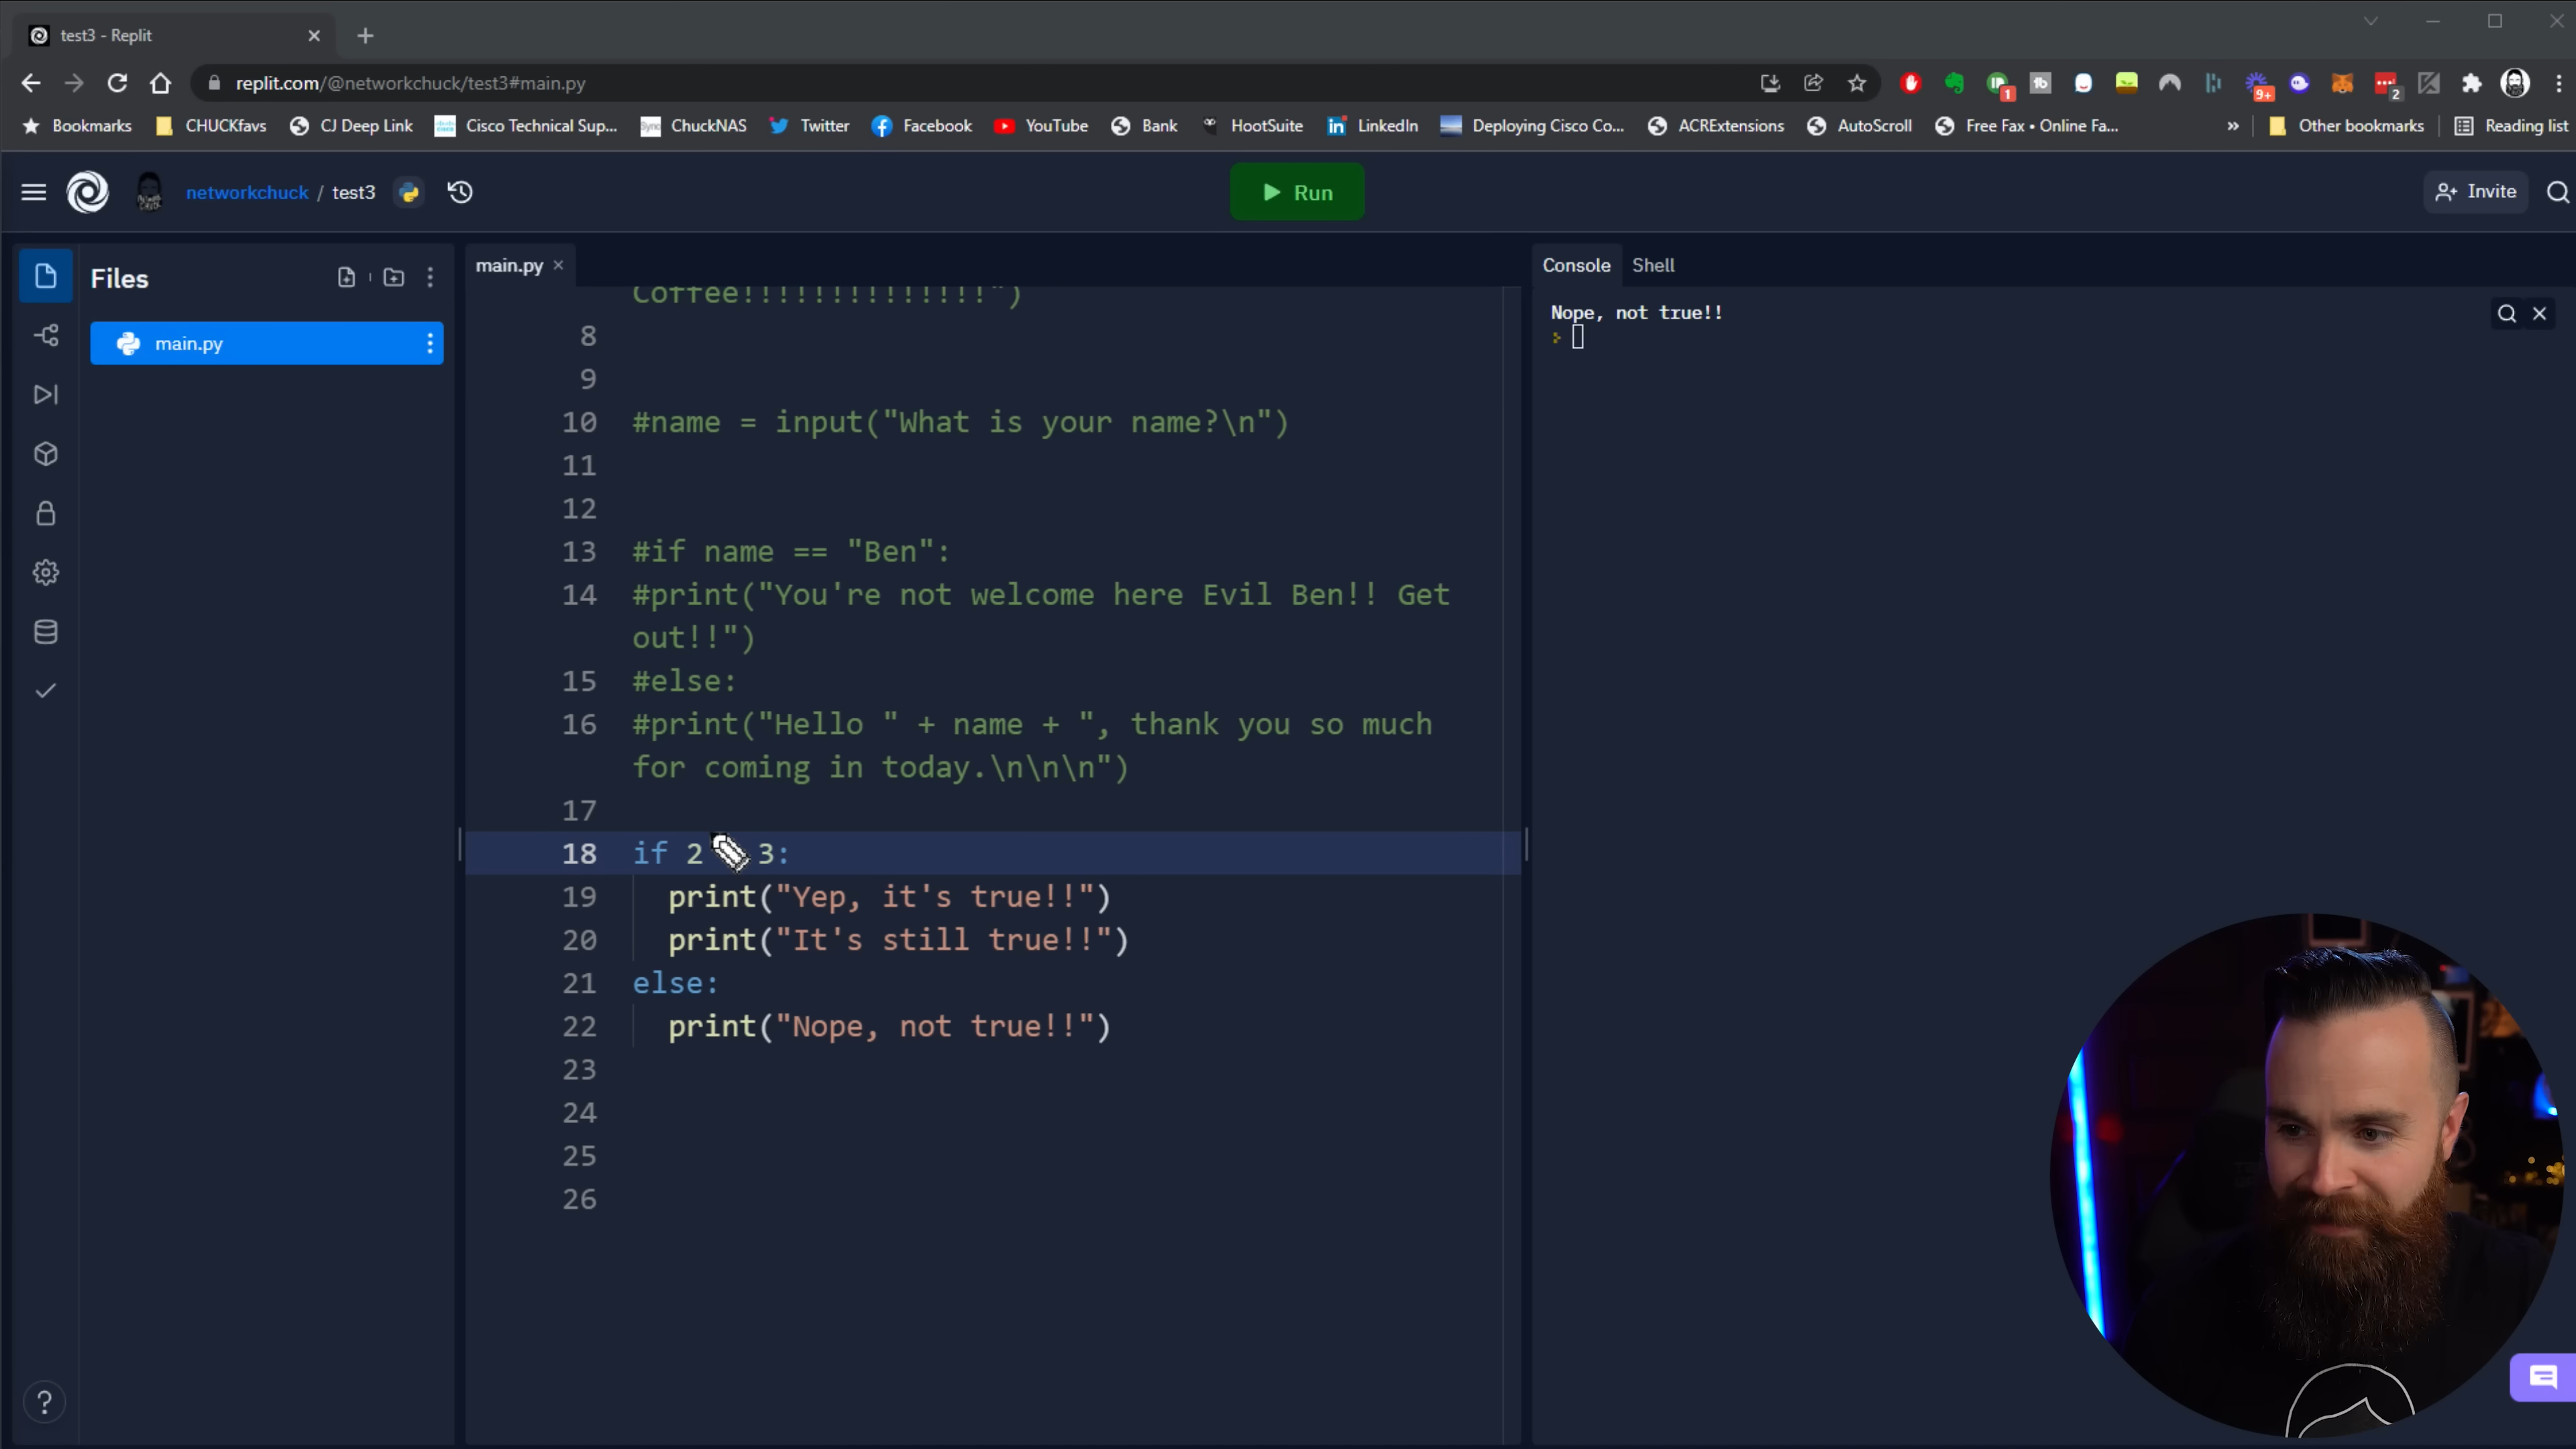 test3 - Replit
replit.com/@networkchuck/test3#main.py
1
9+
2
Bookmarks CHUCKfavs CJ Deep Link Cisco Technical Sup... ChuckNAS Twitter Facebook YouTube Bank HootSuite LinkedIn Deploying Cisco Co... ACRExtensions AutoScroll Free Fax • Online Fa... » Other bookmarks Reading list
networkchuck / test3 Run Invite
Files main.py Console Shell
main.py
Coffee!!!!!!!!!!!!!!")
8
9
10 #name = input("What is your name?\n")
11
12
13 #if name == "Ben":
14 #print("You're not welcome here Evil Ben!! Get
out!!")
15 #else:
16 #print("Hello " + name + ", thank you so much
for coming in today.\n\n\n")
17
18 if 2 3:
19 print("Yep, it's true!!")
20 print("It's still true!!")
21 else:
22 print("Nope, not true!!")
23
24
25
26
Nope, not true!!
>
?